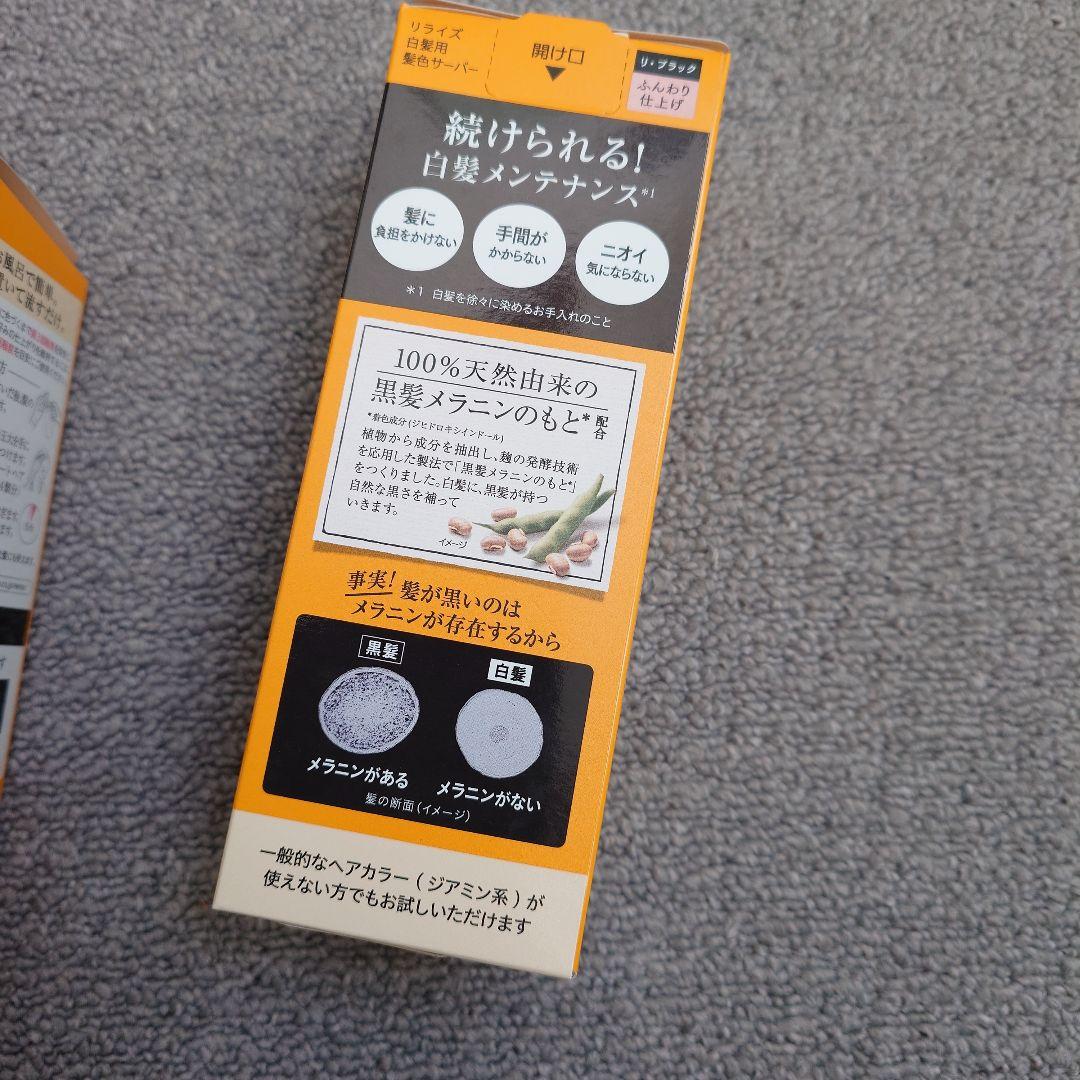 リライズ
白髪用
髪色サーバー
開け口
リ・ブラック
ふんわり
仕上げ
続けられる!
白髪メンテナンス*1
髪に
負担をかけない
手間が
かからない
ニオイ
気にならない
*1 白髪を徐々に染めるお手入れのこと
100%天然由来の
黒髪メラニンのもと* 配合
*着色成分(ジヒドロキシインドール)
植物から成分を抽出し、麹の発酵技術
を応用した製法で「黒髪メラニンのもと*」
をつくりました。白髪に、黒髪が持つ
自然な黒さを補って
いきます。
イメージ
事実! 髪が黒いのは
メラニンが存在するから
黒髪
白髪
メラニンがある
メラニンがない
髪の断面(イメージ)
一般的なヘアカラー(ジアミン系)が
使えない方でもお試しいただけます
お風呂で簡単。
置いて流すだけ。